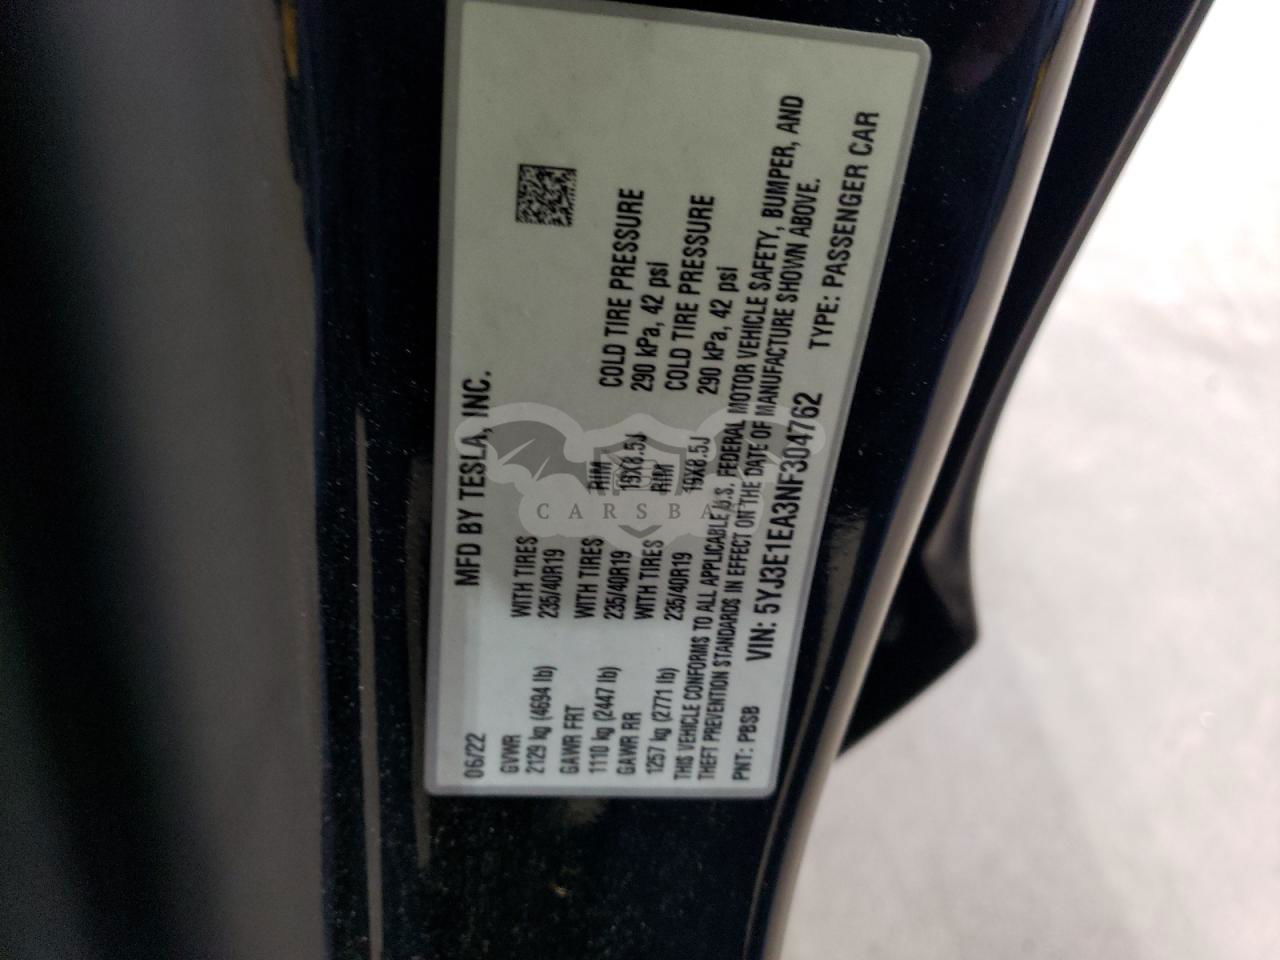 MFD BY TESLA, INC.
06/22
GVWR
2129 kg (4694 lb)
WITH TIRES
235/40R19
RIM
19X8.5J
COLD TIRE PRESSURE
290 kPa, 42 psi
GAWR FRT
1110 kg (2447 lb)
WITH TIRES
235/40R19
RIM
19X8.5J
COLD TIRE PRESSURE
290 kPa, 42 psi
GAWR RR
1257 kg (2771 lb)
WITH TIRES
235/40R19
THIS VEHICLE CONFORMS TO ALL APPLICABLE U.S. FEDERAL MOTOR VEHICLE SAFETY, BUMPER, AND
THEFT PREVENTION STANDARDS IN EFFECT ON THE DATE OF MANUFACTURE SHOWN ABOVE.
PNT: PBSB
VIN: 5YJ3E1EA3NF304762
TYPE: PASSENGER CAR